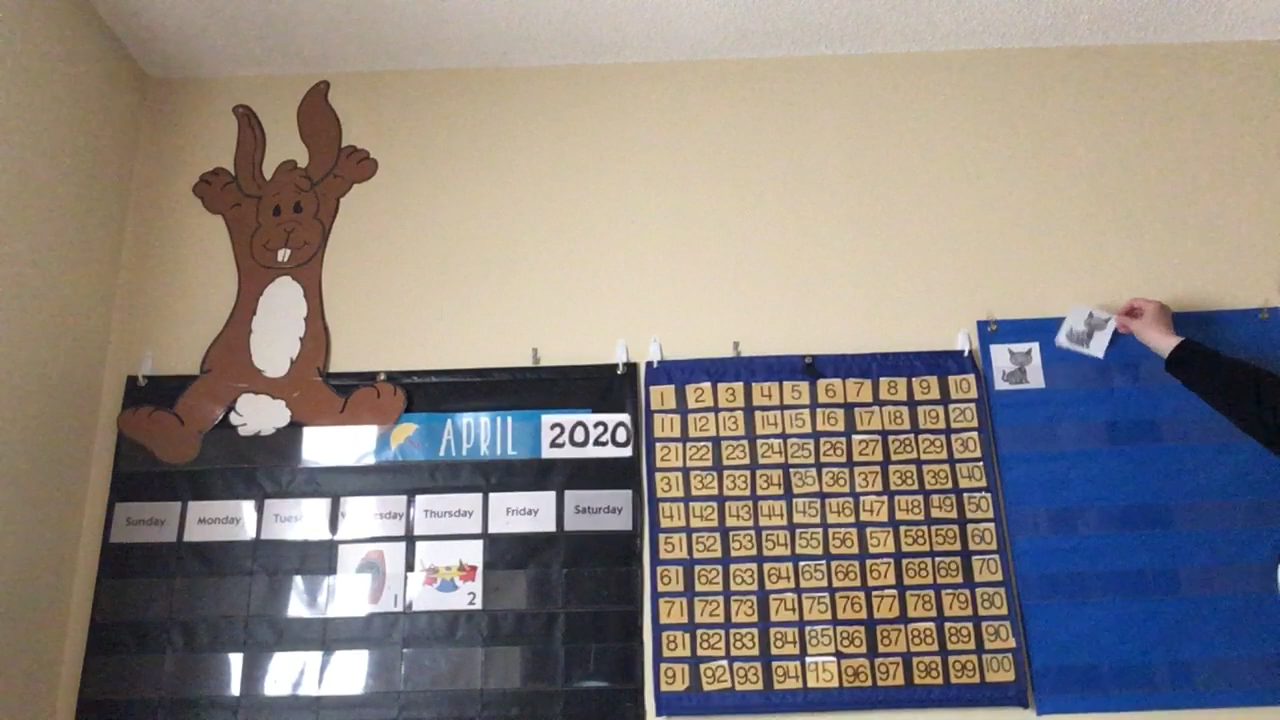 APRIL 2020
Sunday Monday Thursday Friday Saturday
1 2
1 2 3 4 5 6 7 8 9 10
11 12 13 14 15 16 17 18 19 20
21 22 23 24 25 26 27 28 29 30
31 32 33 34 35 36 37 38 39 40
41 42 43 44 45 46 47 48 49 50
51 52 53 54 55 56 57 58 59 60
61 62 63 64 65 66 67 68 69 70
71 72 73 74 75 76 77 78 79 80
81 82 83 84 85 86 87 88 89 90
91 92 93 94 95 96 97 98 99 100